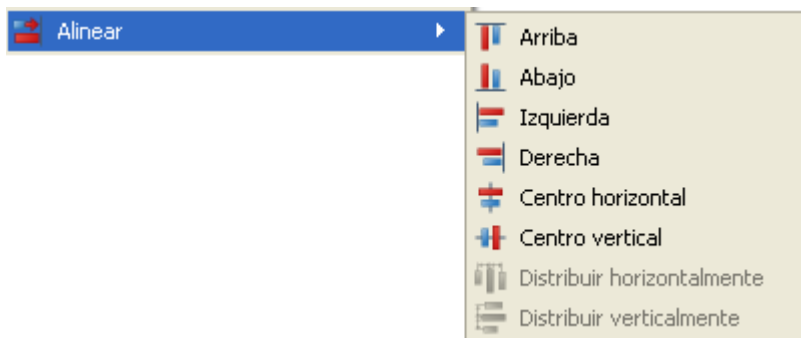 Alinear
Arriba
Abajo
Izquierda
Derecha
Centro horizontal
Centro vertical
Distribuir horizontalmente
Distribuir verticalmente